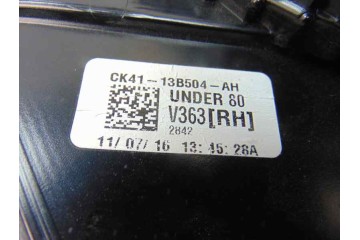 CK41-13B504-AH
UNDER 80
V363[RH]
2842
11/07/16 13:45:28A